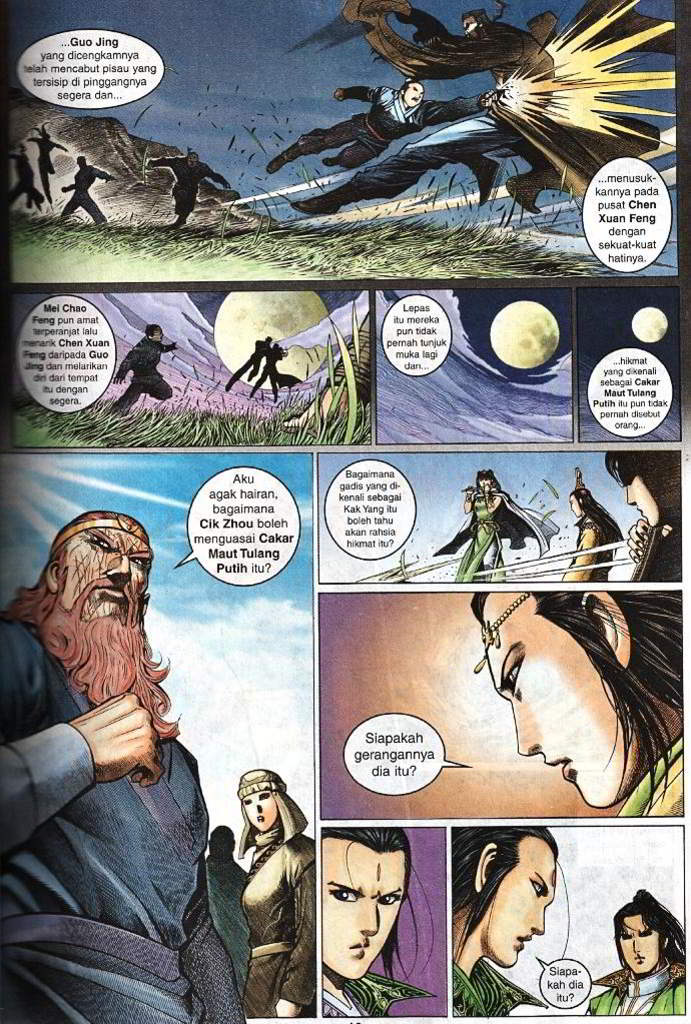 ...Guo Jing
yang dicengkamnya
telah mencabut pisau yang
tersisip di pinggangnya
segera dan...
...menusuk-
kannya pada
pusat Chen
Xuan Feng
dengan
sekuat-kuat
hatinya.
Mei Chao
Feng pun amat
terperanjat lalu
menarik Chen Xuan
Feng daripada Guo
Jing dan melarikan
diri dari tempat
itu dengan
segera.
Lepas
itu mereka
pun tidak
pernah tunjuk
muka lagi
dan...
...hikmat
yang dikenali
sebagai Cakar
Maut Tulang
Putih itu pun tidak
pernah disebut
orang...
Aku
agak hairan,
bagaimana
Cik Zhou boleh
menguasai Cakar
Maut Tulang
Putih itu?
Bagaimana
gadis yang di-
kenali sebagai
Kak Yang itu
boleh tahu
akan rahsia
hikmat itu?
Siapakah
gerangannya
dia itu?
Siapa-
kah dia
itu?